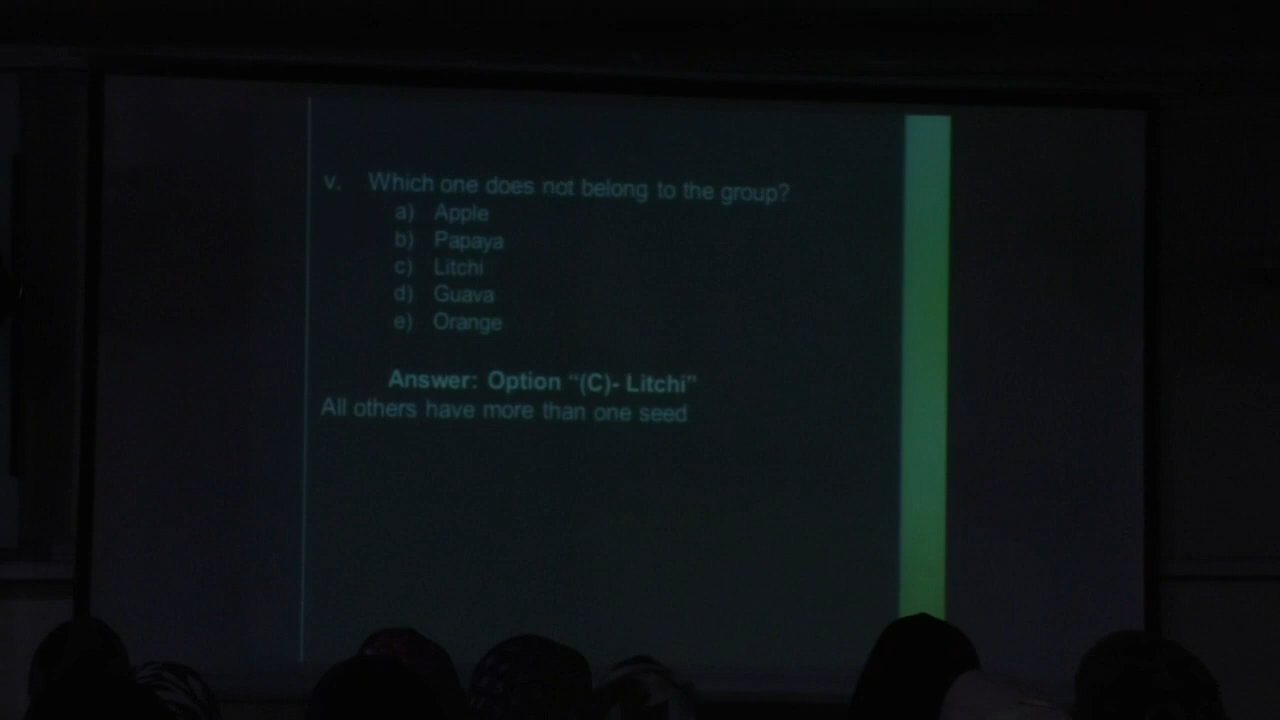 v. Which one does not belong to the group?
a) Apple
b) Papaya
c) Litchi
d) Guava
e) Orange
Answer: Option “(C)- Litchi”
All others have more than one seed